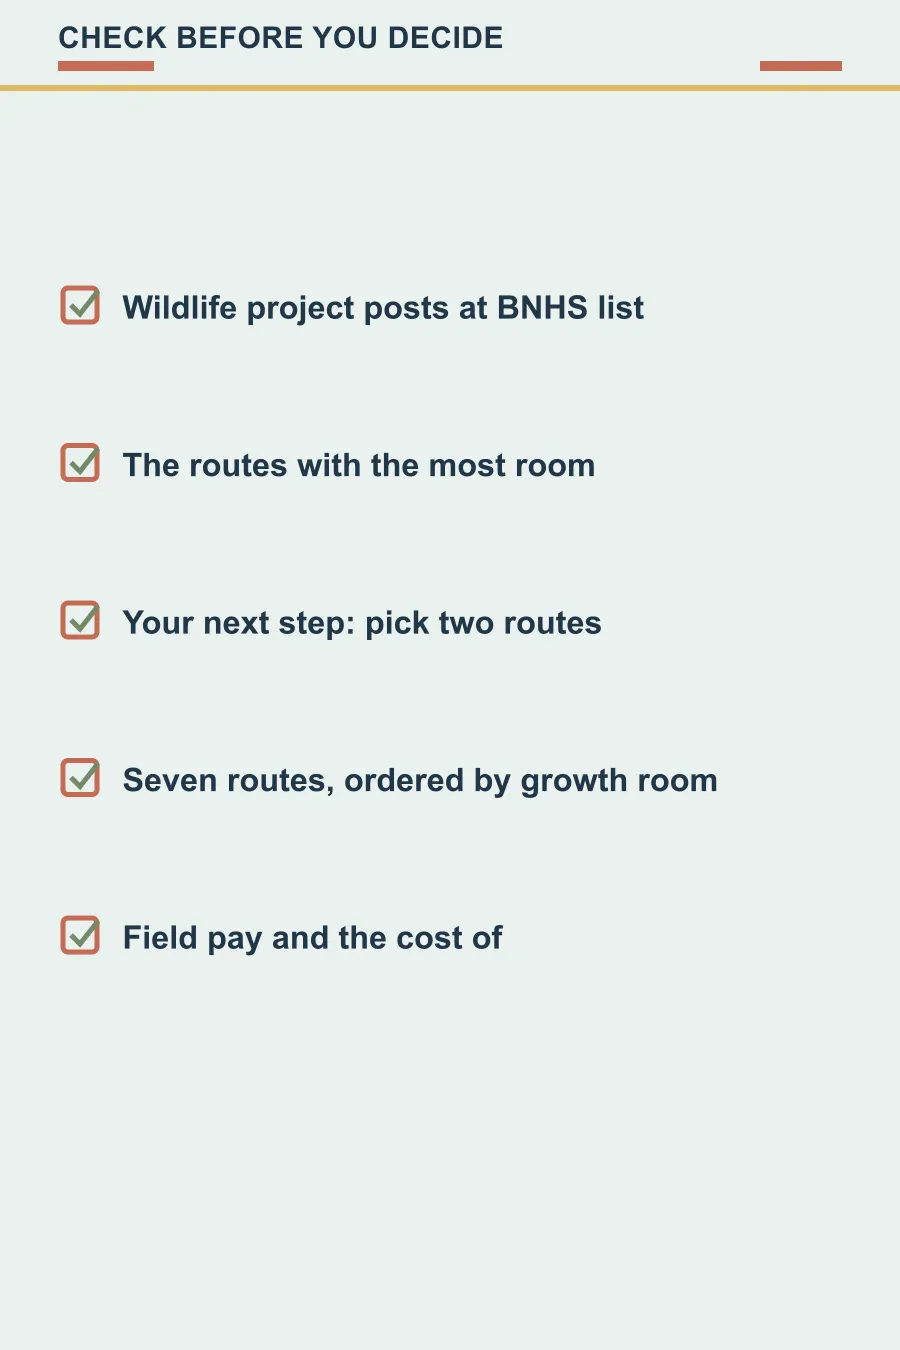 CHECK BEFORE YOU DECIDE
Wildlife project posts at BNHS list
The routes with the most room
Your next step: pick two routes
Seven routes, ordered by growth room
Field pay and the cost of